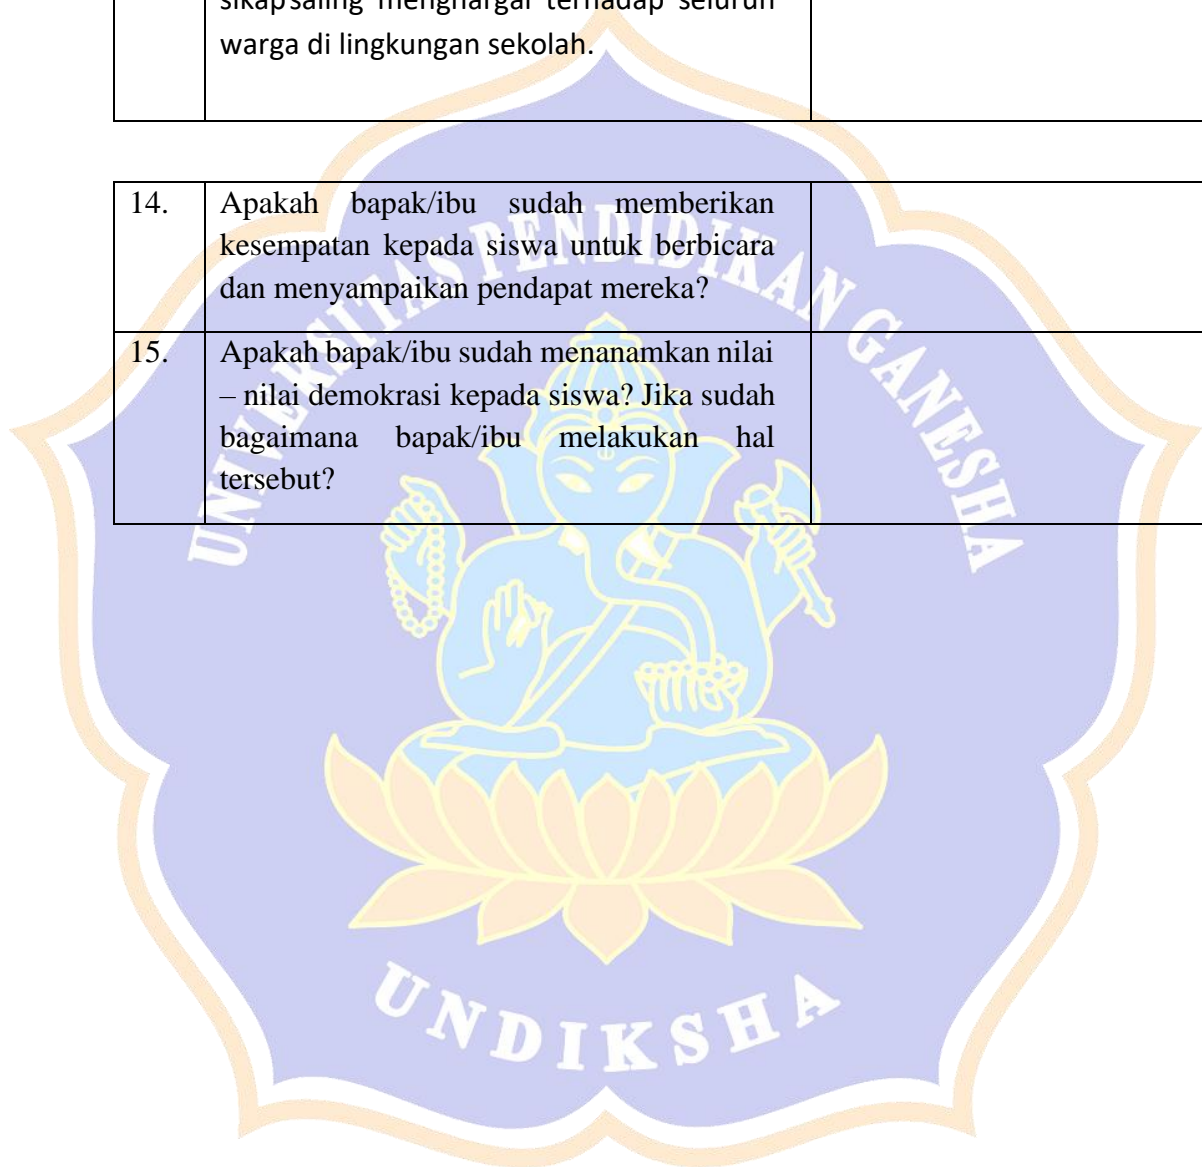 sikap saling menghargai terhadap seluruh
warga di lingkungan sekolah.
14. Apakah bapak/ibu sudah memberikan
kesempatan kepada siswa untuk berbicara
dan menyampaikan pendapat mereka?
15. Apakah bapak/ibu sudah menanamkan nilai
– nilai demokrasi kepada siswa? Jika sudah
bagaimana bapak/ibu melakukan hal
tersebut?
UNIVERSITAS PENDIDIKAN GANESHA
UNDIKSHA